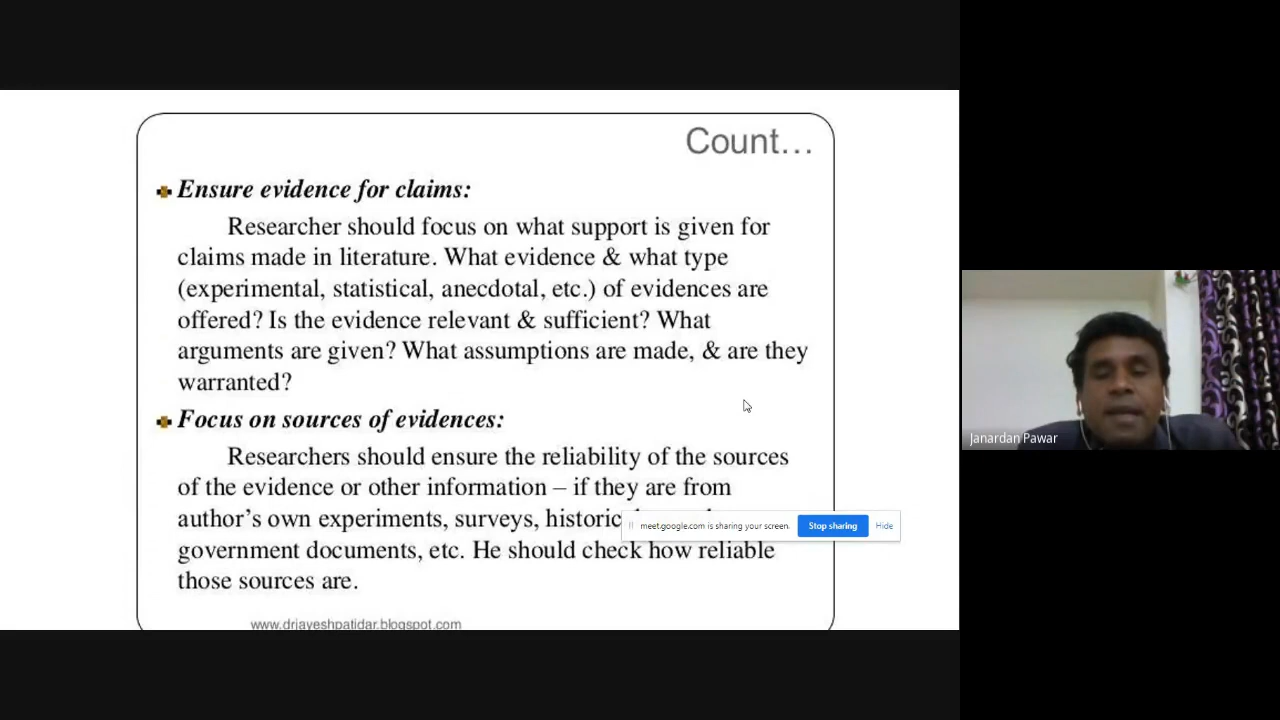 Count…
Ensure evidence for claims:
Researcher should focus on what support is given for
claims made in literature. What evidence & what type
(experimental, statistical, anecdotal, etc.) of evidences are
offered? Is the evidence relevant & sufficient? What
arguments are given? What assumptions are made, & are they
warranted?
Focus on sources of evidences:
Researchers should ensure the reliability of the sources
of the evidence or other information – if they are from
author’s own experiments, surveys,
meet.google.com is sharing your screen.
Stop sharing
Hide
government documents, etc. He should check how reliable
those sources are.
www.drjayeshpatidar.blogspot.com
Janardan Pawar